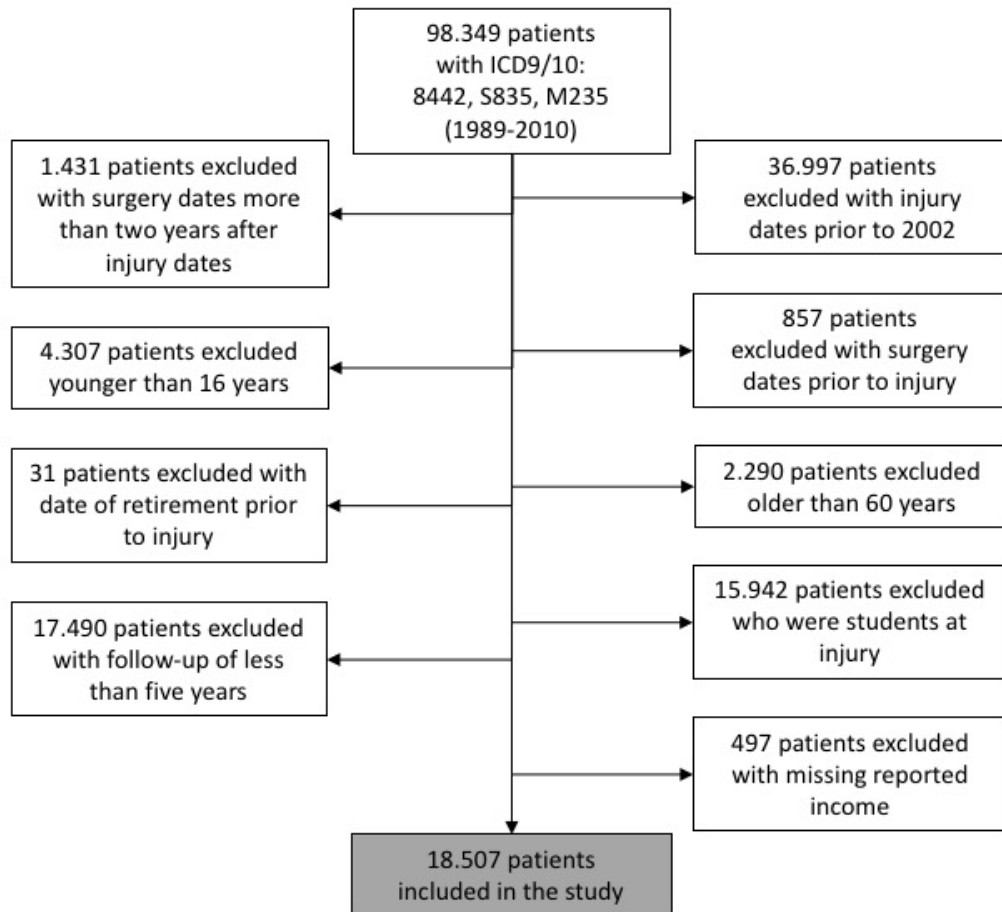 98.349 patients
with ICD9/10:
8442, S835, M235
(1989-2010)
1.431 patients excluded
with surgery dates more
than two years after
injury dates
36.997 patients
excluded with injury
dates prior to 2002
857 patients
excluded with surgery
dates prior to injury
4.307 patients excluded
younger than 16 years
31 patients excluded with
date of retirement prior
to injury
2.290 patients excluded
older than 60 years
15.942 patients excluded
who were students at
injury
17.490 patients excluded
with follow-up of less
than five years
497 patients excluded
with missing reported
income
18.507 patients
included in the study